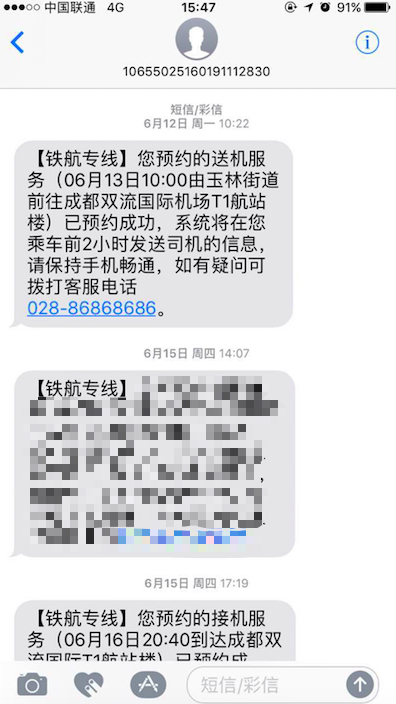 中国联通 4G 15:47 91%
10655025160191112830
短信/彩信
6月12日 周一 10:22
【铁航专线】您预约的送机服
务（06月13日10:00由玉林街道
前往成都双流国际机场T1航站
楼）已预约成功，系统将在您
乘车前2小时发送司机的信息，
请保持手机畅通，如有疑问可
拨打客服电话
028-86868686。
6月15日 周四 14:07
【铁航专线】
6月15日 周四 17:19
【铁航专线】您预约的接机服
务（06月16日20:40到达成都双
流国际T1航站楼）已预约成
短信/彩信